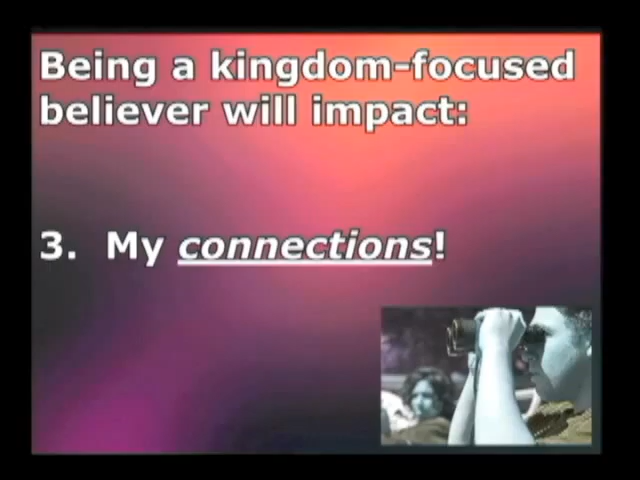 Being a kingdom-focused
believer will impact:
3. My connections!